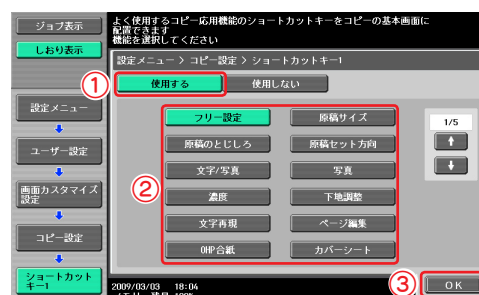 ジョブ表示
しおり表示
よく使用するコピー応用機能のショートカットキーをコピーの基本画面に
配置できます
機能を選択してください
設定メニュー > コピー設定 > ショートカットキー1
① 使用する 使用しない
設定メニュー
ユーザー設定
画面カスタマイズ
設定
コピー設定
ショートカット
キー1
②
フリー設定 原稿サイズ
原稿のとじしろ 原稿セット方向
文字/写真 写真
濃度 下地調整
文字再現 ページ編集
OHP合紙 カバーシート
1/5
2009/03/03 18:04
③ OK